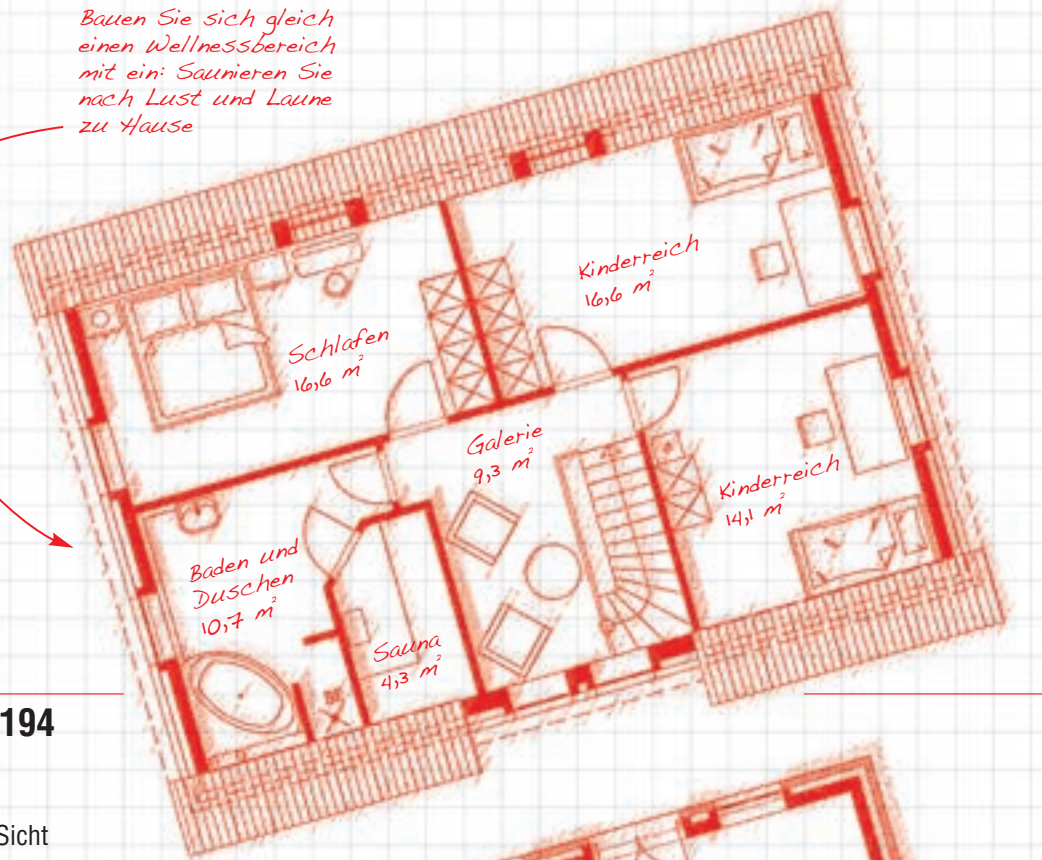 Bauen Sie sich gleich
einen Wellnessbereich
mit ein: Saunieren Sie
nach Lust und Laune
zu Hause
Kinderreich
16,6 m²
Schlafen
16,6 m²
Galerie
9,3 m²
Kinderreich
14,1 m²
Baden und
Duschen
10,7 m²
Sauna
4,3 m²
194
Sicht